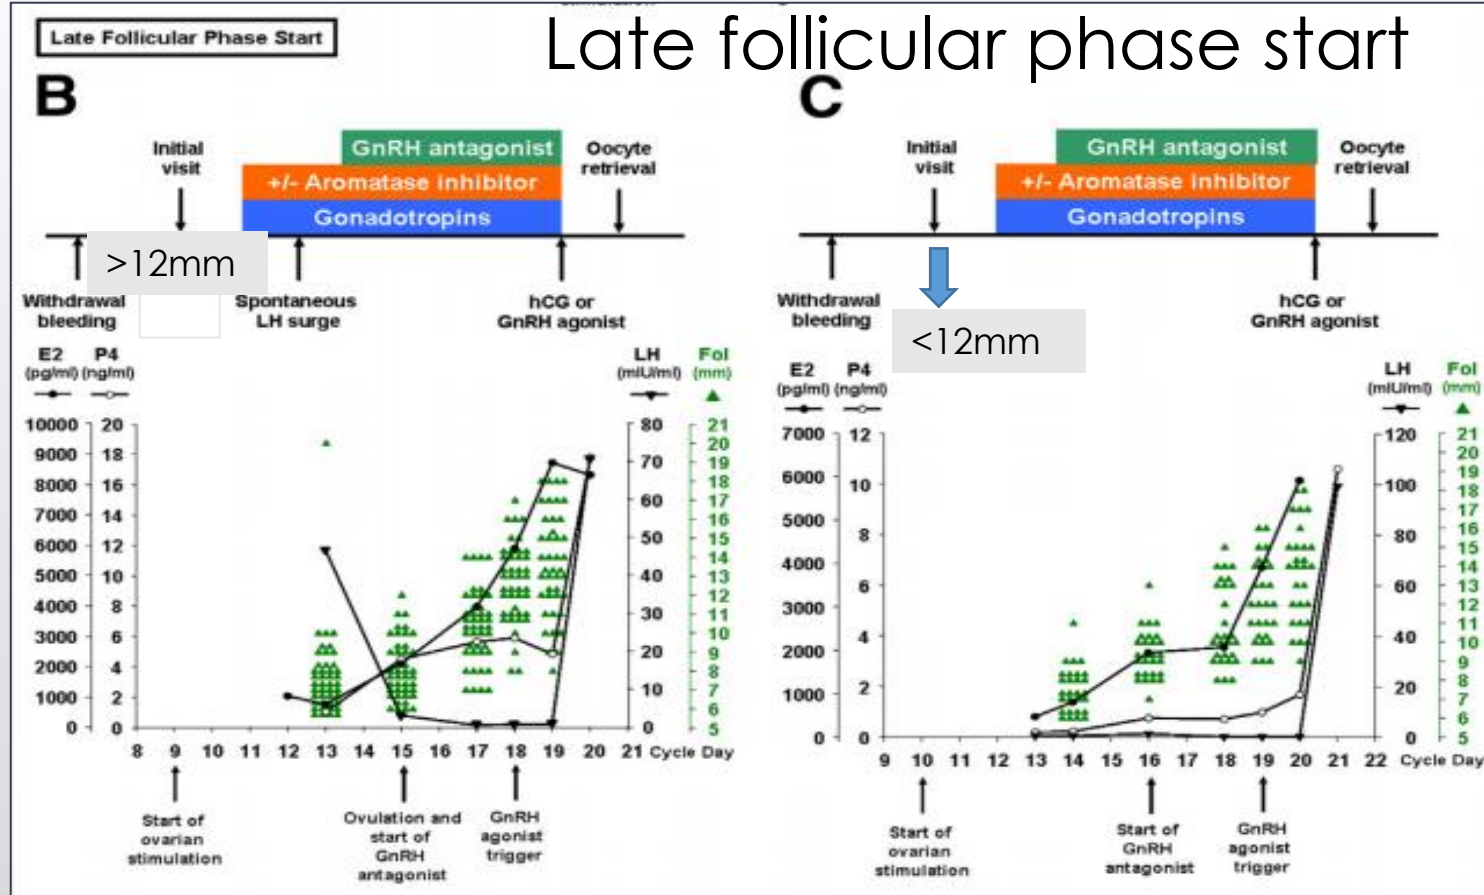 Late Follicular Phase Start
Late follicular phase start
B
Initial
visit
GnRH antagonist
+/- Aromatase inhibitor
Gonadotropins
Oocyte
retrieval
>12mm
Withdrawal
bleeding
Spontaneous
LH surge
hCG or
GnRH agonist
E2
(pg/ml)
P4
(ng/ml)
LH
(mIU/ml)
Fol
(mm)
10000
9000
8000
7000
6000
5000
4000
3000
2000
1000
0
20
18
16
14
12
10
8
6
4
2
0
80
70
60
50
40
30
20
10
0
21
20
19
18
17
16
15
14
13
12
11
10
9
8
7
6
5
8 9 10 11 12 13 14 15 16 17 18 19 20 21 Cycle Day
Start of
ovarian
stimulation
Ovulation and
start of
GnRH
antagonist
GnRH
agonist
trigger
C
Initial
visit
GnRH antagonist
+/- Aromatase inhibitor
Gonadotropins
Oocyte
retrieval
Withdrawal
bleeding
<12mm
hCG or
GnRH agonist
E2
(pg/ml)
P4
(ng/ml)
LH
(mIU/ml)
Fol
(mm)
7000
6000
5000
4000
3000
2000
1000
0
12
10
8
6
4
2
0
120
100
80
60
40
20
0
21
20
19
18
17
16
15
14
13
12
11
10
9
8
7
6
5
9 10 11 12 13 14 15 16 17 18 19 20 21 22 Cycle Day
Start of
ovarian
stimulation
Start of
GnRH
antagonist
GnRH
agonist
trigger